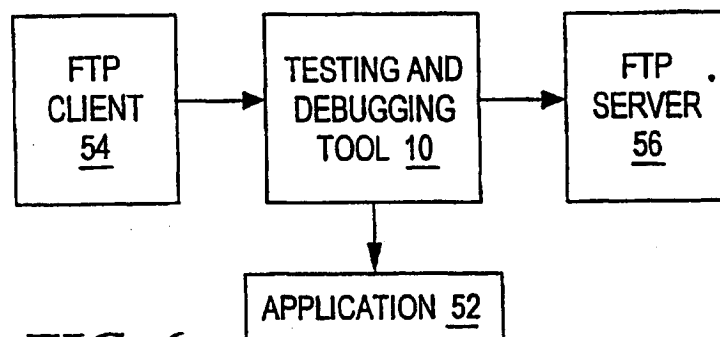 FTP
CLIENT
54
TESTING AND
DEBUGGING
TOOL 10
FTP
SERVER
56
APPLICATION 52